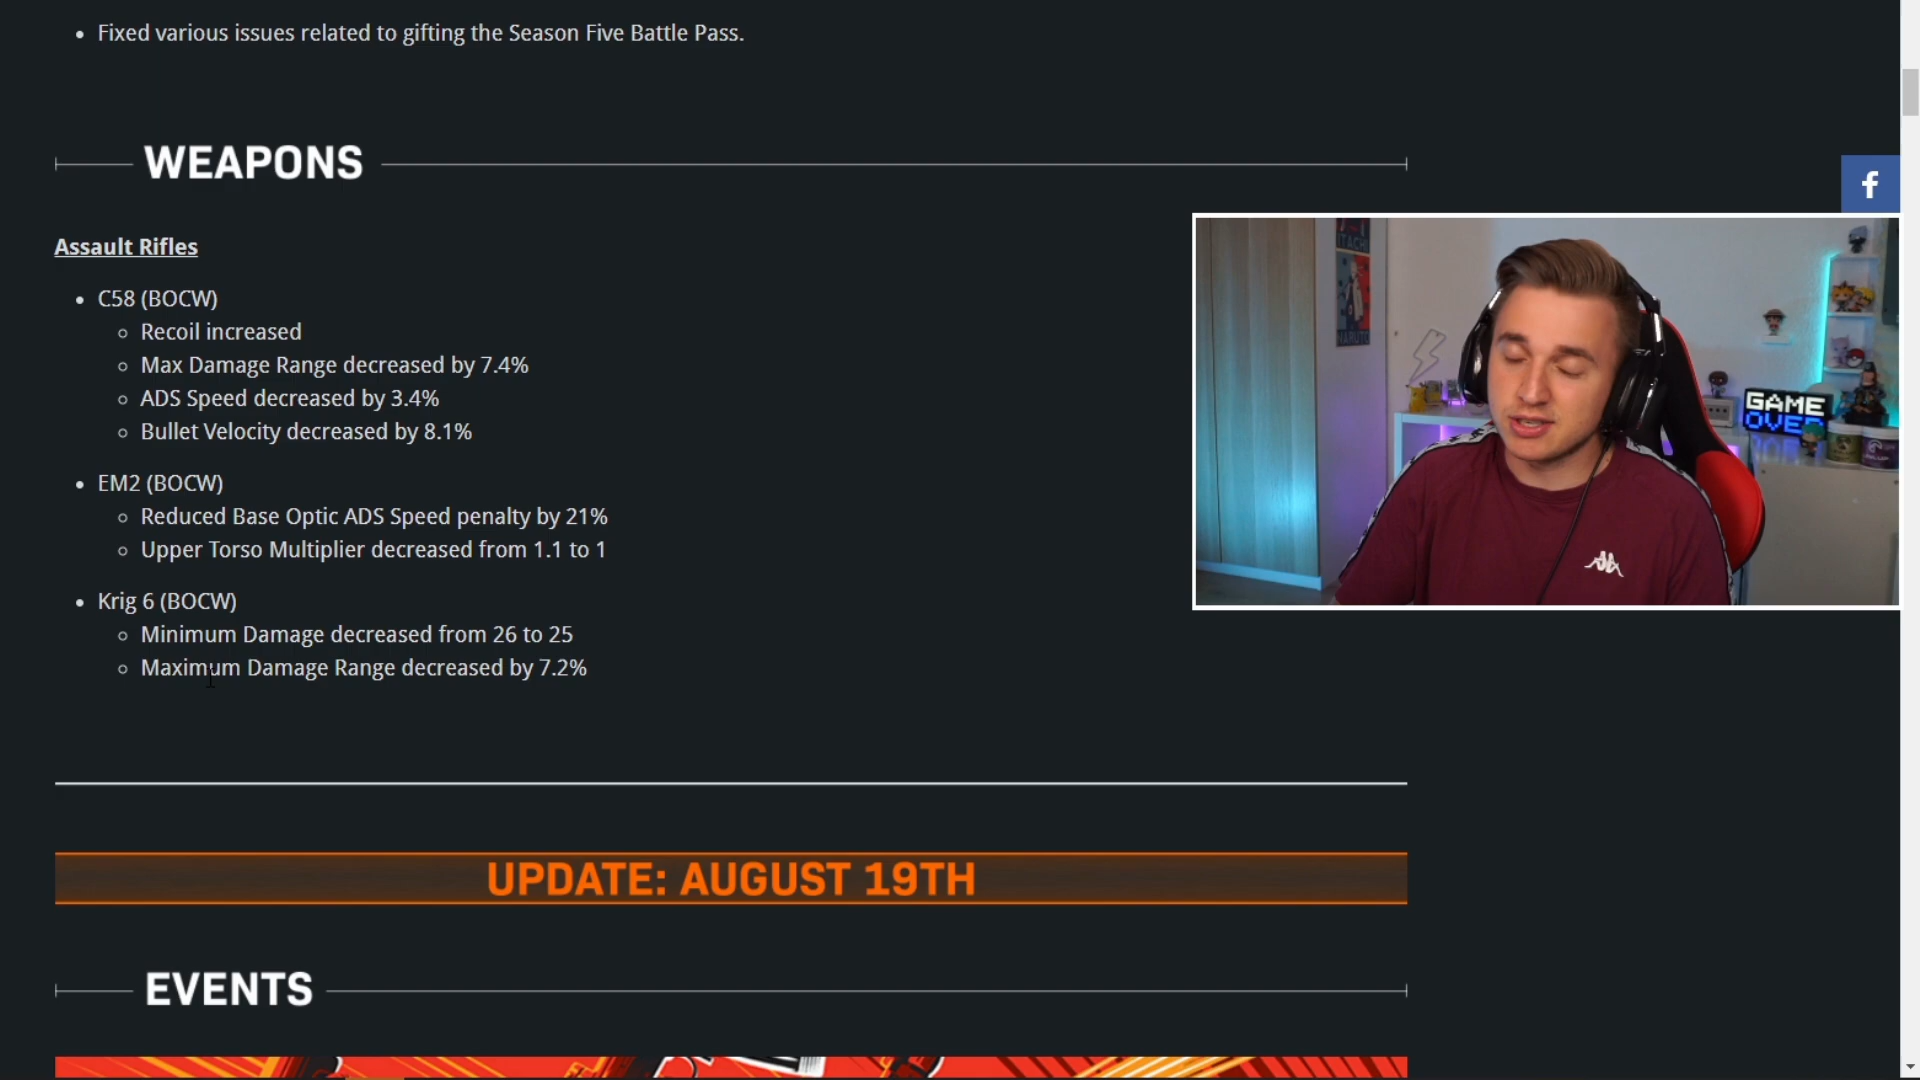 Fixed various issues related to gifting the Season Five Battle Pass.
WEAPONS
Assault Rifles
C58 (BOCW)
Recoil increased
Max Damage Range decreased by 7.4%
ADS Speed decreased by 3.4%
Bullet Velocity decreased by 8.1%
EM2 (BOCW)
Reduced Base Optic ADS Speed penalty by 21%
Upper Torso Multiplier decreased from 1.1 to 1
Krig 6 (BOCW)
Minimum Damage decreased from 26 to 25
Maximum Damage Range decreased by 7.2%
UPDATE: AUGUST 19TH
EVENTS
f
ITACHI
NARUTO
GAME
OVER